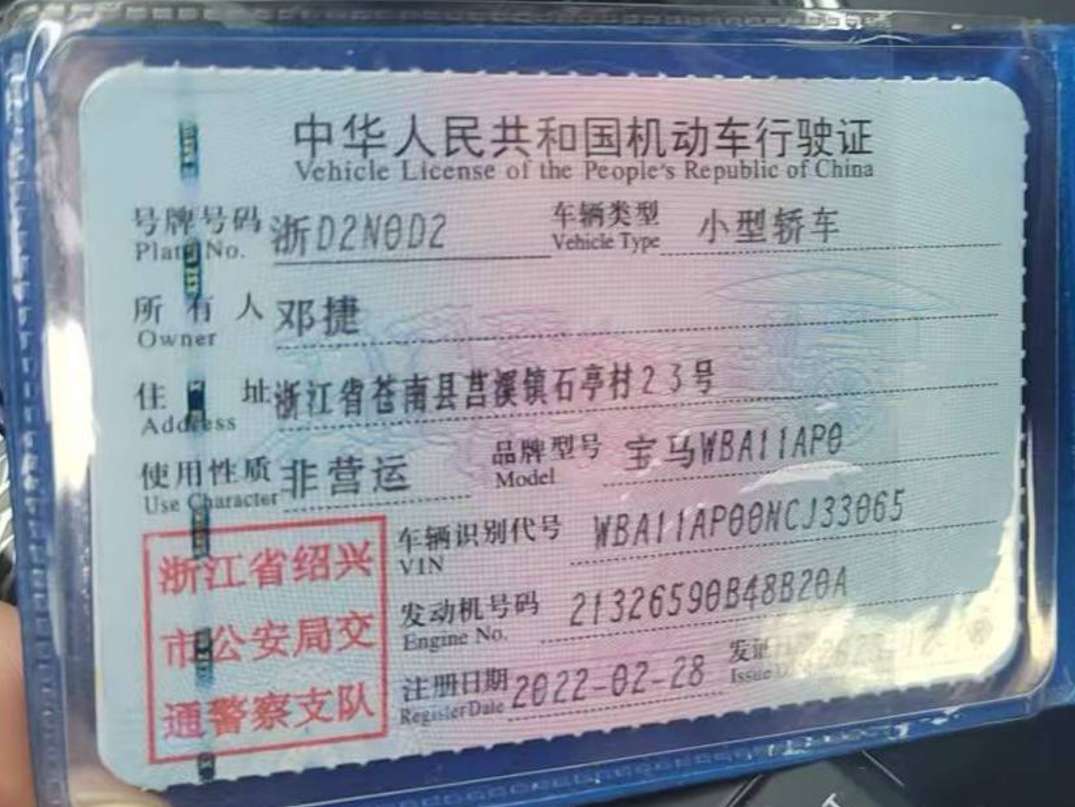 中华人民共和国机动车行驶证
Vehicle License of the People's Republic of China
号牌号码 浙D2N0D2 车辆类型 小型轿车
Plate No. Vehicle Type
所有人 邓捷
Owner
住址 浙江省苍南县莒溪镇石亭村23号
Address
使用性质 非营运 品牌型号 宝马WBA11AP0
Use Character Model
浙江省绍兴
市公安局交
通警察支队
车辆识别代号 WBA11AP00NCJ33065
VIN
发动机号码 21326590B48B20A
Engine No.
注册日期 2022-02-28 发证
Register Date Issue